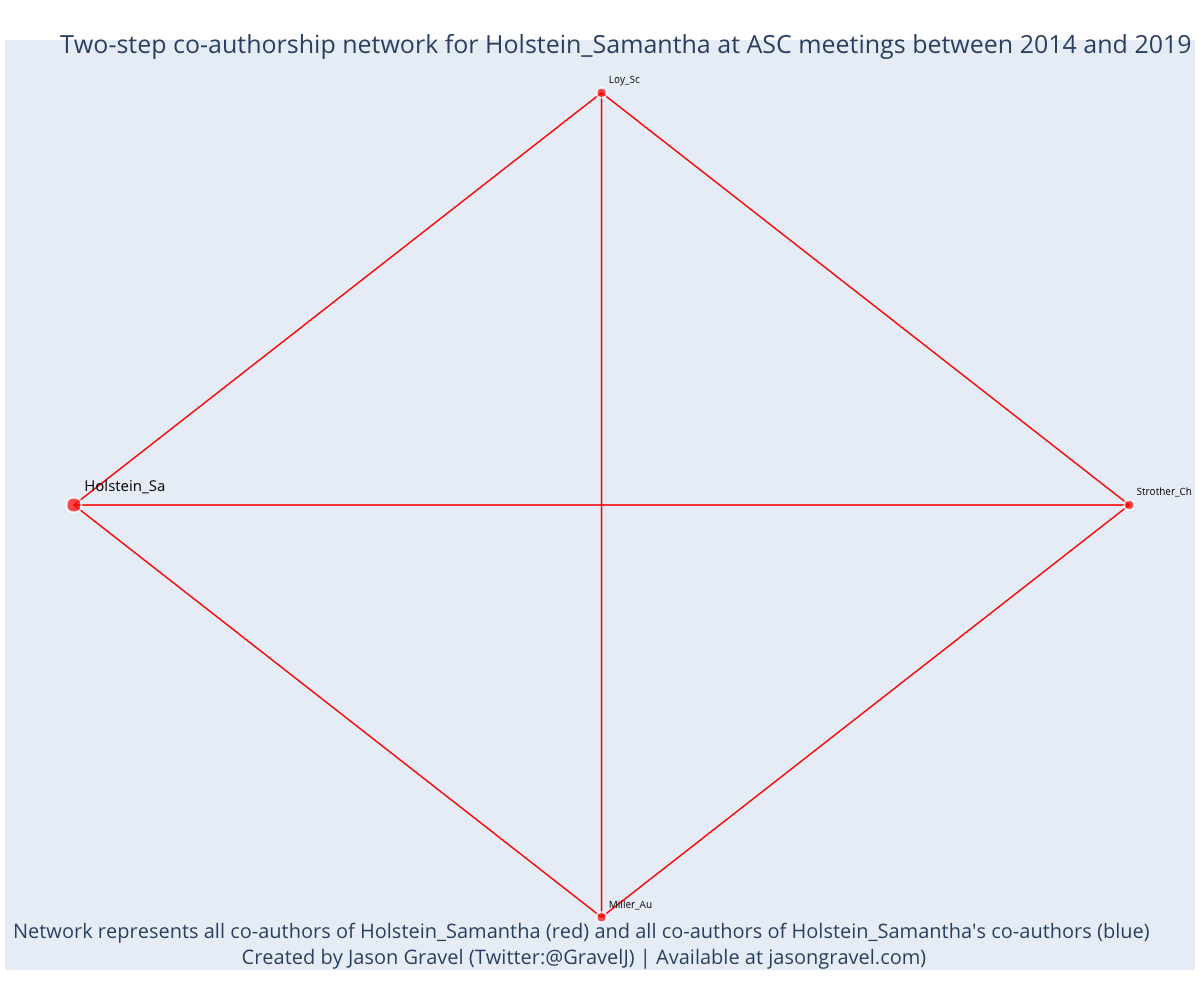 Two-step co-authorship network for Holstein_Samantha at ASC meetings between 2014 and 2019
Loy_Sc
Holstein_Sa
Strother_Ch
Miller_Au
Network represents all co-authors of Holstein_Samantha (red) and all co-authors of Holstein_Samantha's co-authors (blue)
Created by Jason Gravel (Twitter:@GravelJ) | Available at jasongravel.com)